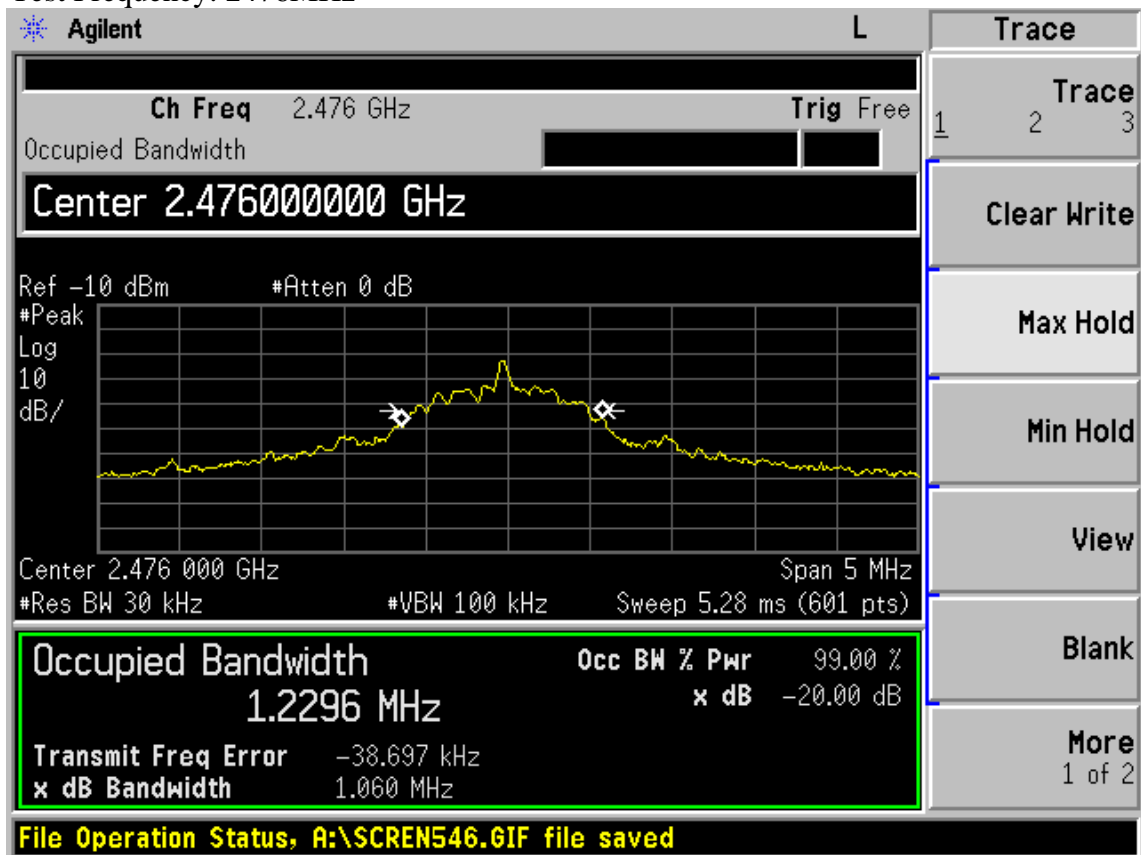 Agilent L Trace
Ch Freq 2.476 GHz Trig Free
Occupied Bandwidth
Trace
1 2 3
Center 2.476000000 GHz
Clear Write
Ref -10 dBm #Atten 0 dB
#Peak
Log
10
dB/
Max Hold
Min Hold
View
Center 2.476 000 GHz Span 5 MHz
#Res BW 30 kHz #VBW 100 kHz Sweep 5.28 ms (601 pts)
Occupied Bandwidth Occ BW % Pwr 99.00 %
1.2296 MHz x dB -20.00 dB
Transmit Freq Error -38.697 kHz
x dB Bandwidth 1.060 MHz
Blank
More
1 of 2
File Operation Status, A:\SCREN546.GIF file saved